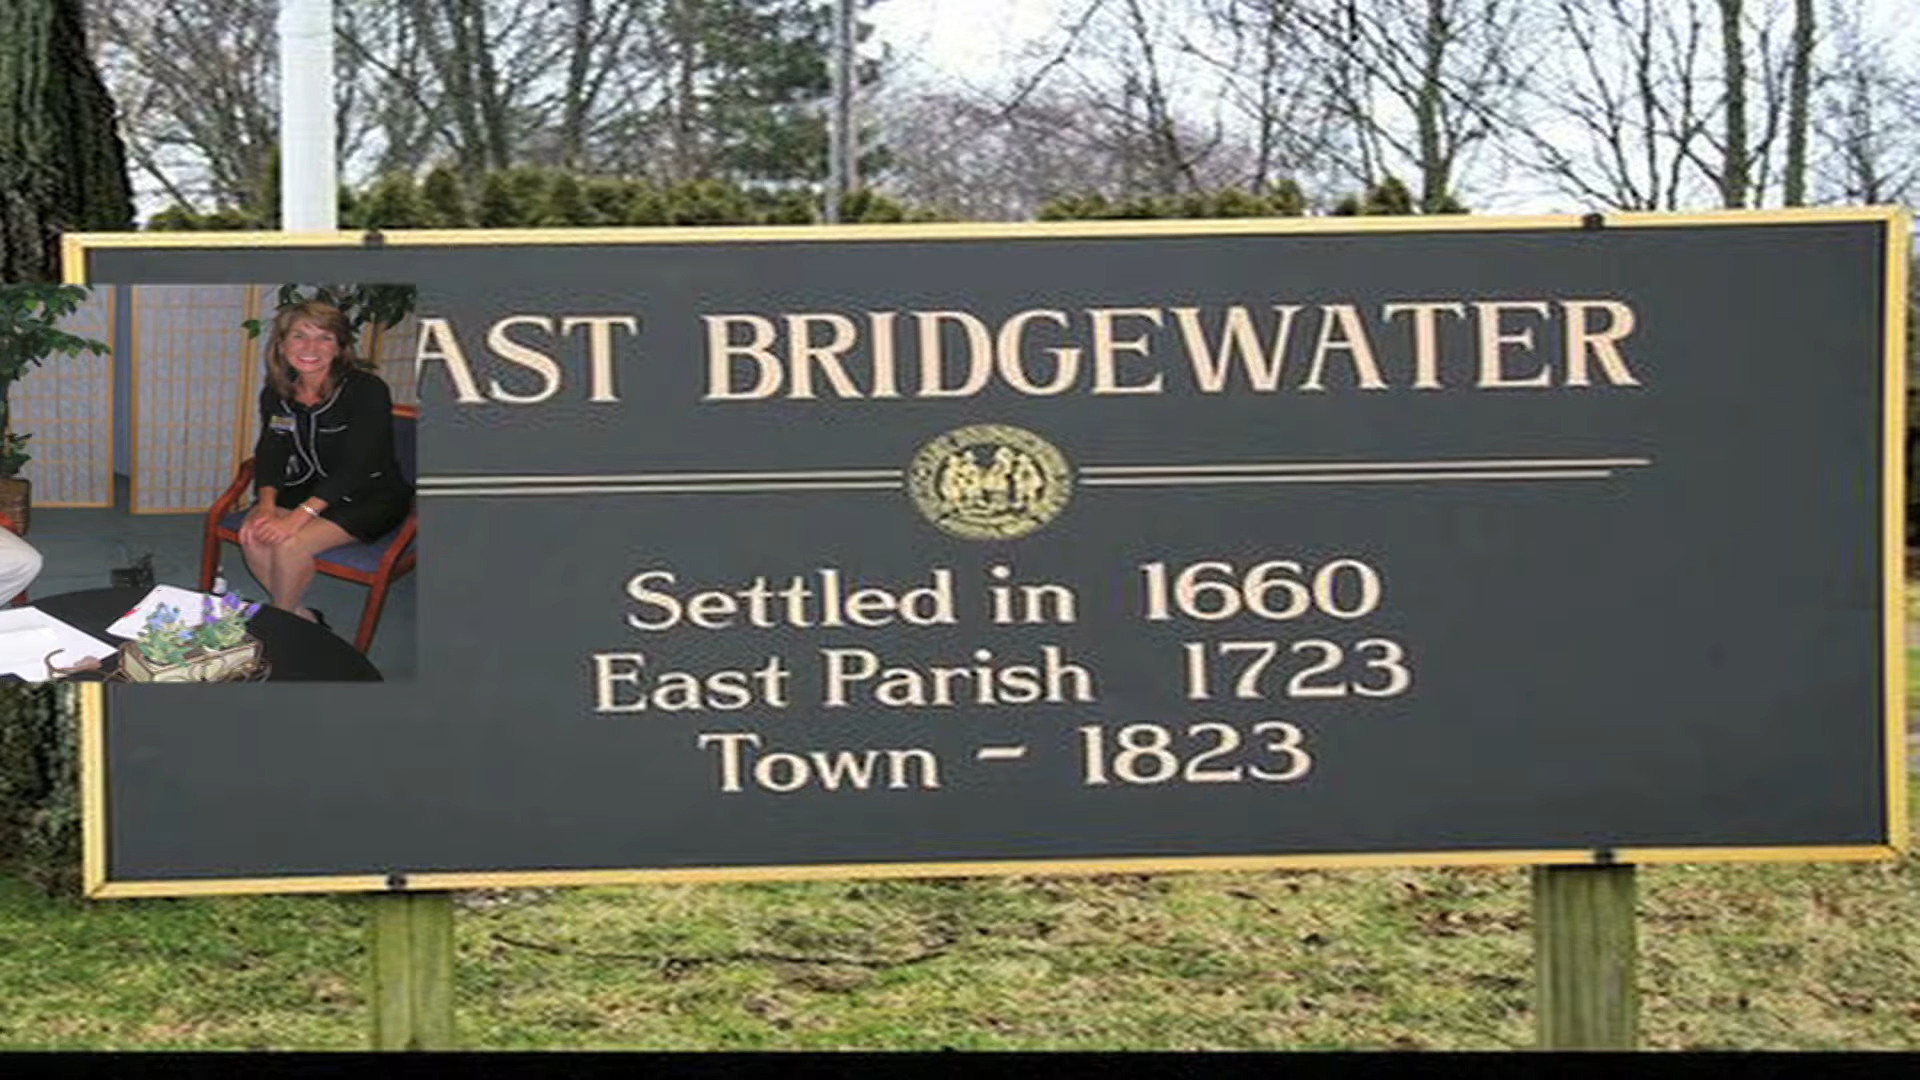 AST BRIDGEWATER
Settled in 1660
East Parish 1723
Town - 1823